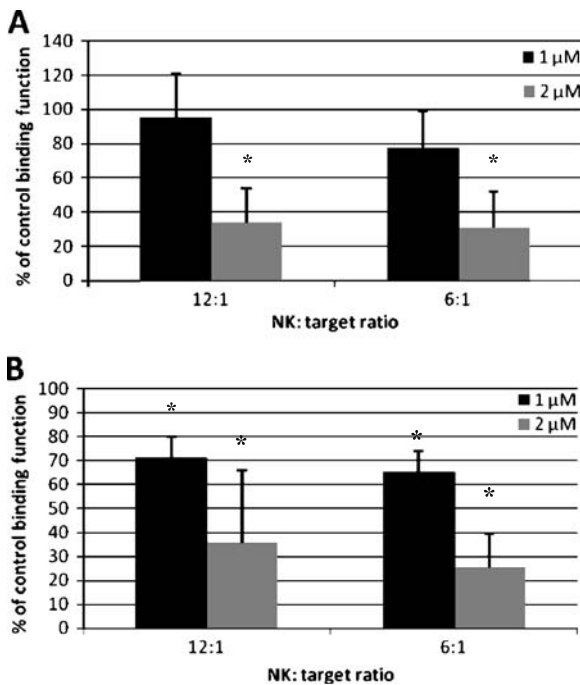 A
% of control binding function
140
120
100
80
60
40
20
0
1 µM
2 µM
*
*
12:1
6:1
NK: target ratio
B
% of control binding function
100
90
80
70
60
50
40
30
20
10
0
1 µM
2 µM
*
*
*
*
12:1
6:1
NK: target ratio